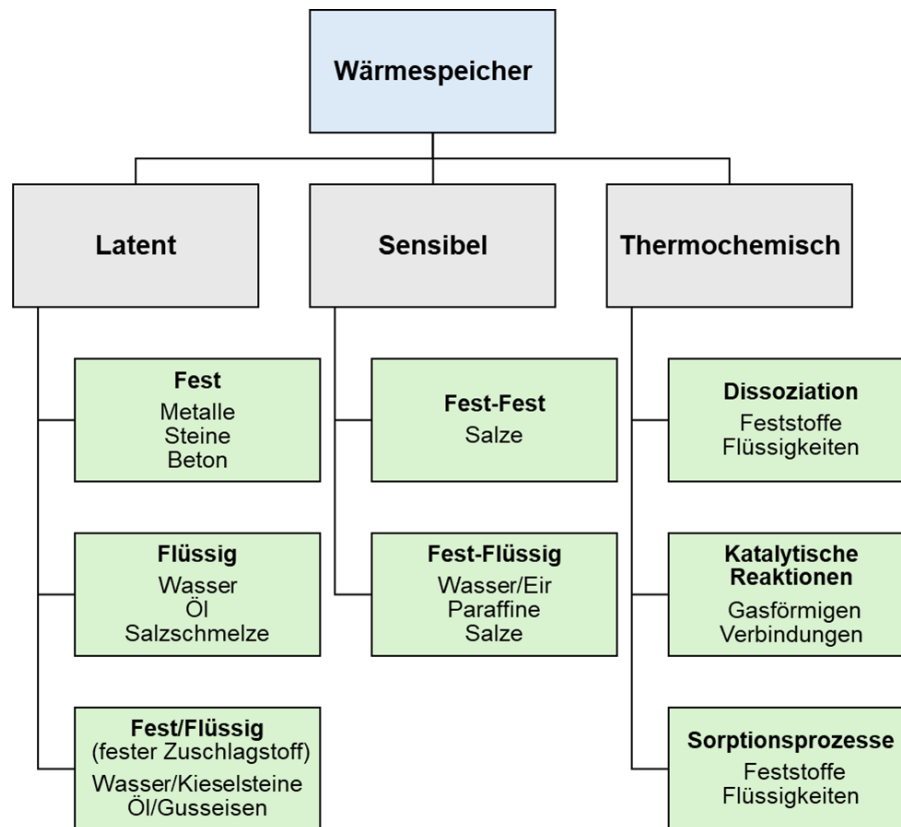 Wärmespeicher
Latent
Sensibel
Thermochemisch
Fest
Metalle
Steine
Beton
Fest-Fest
Salze
Dissoziation
Feststoffe
Flüssigkeiten
Flüssig
Wasser
Öl
Salzschmelze
Fest-Flüssig
Wasser/Eir
Paraffine
Salze
Katalytische
Reaktionen
Gasförmigen
Verbindungen
Fest/Flüssig
(fester Zuschlagstoff)
Wasser/Kieselsteine
Öl/Gusseisen
Sorptionsprozesse
Feststoffe
Flüssigkeiten